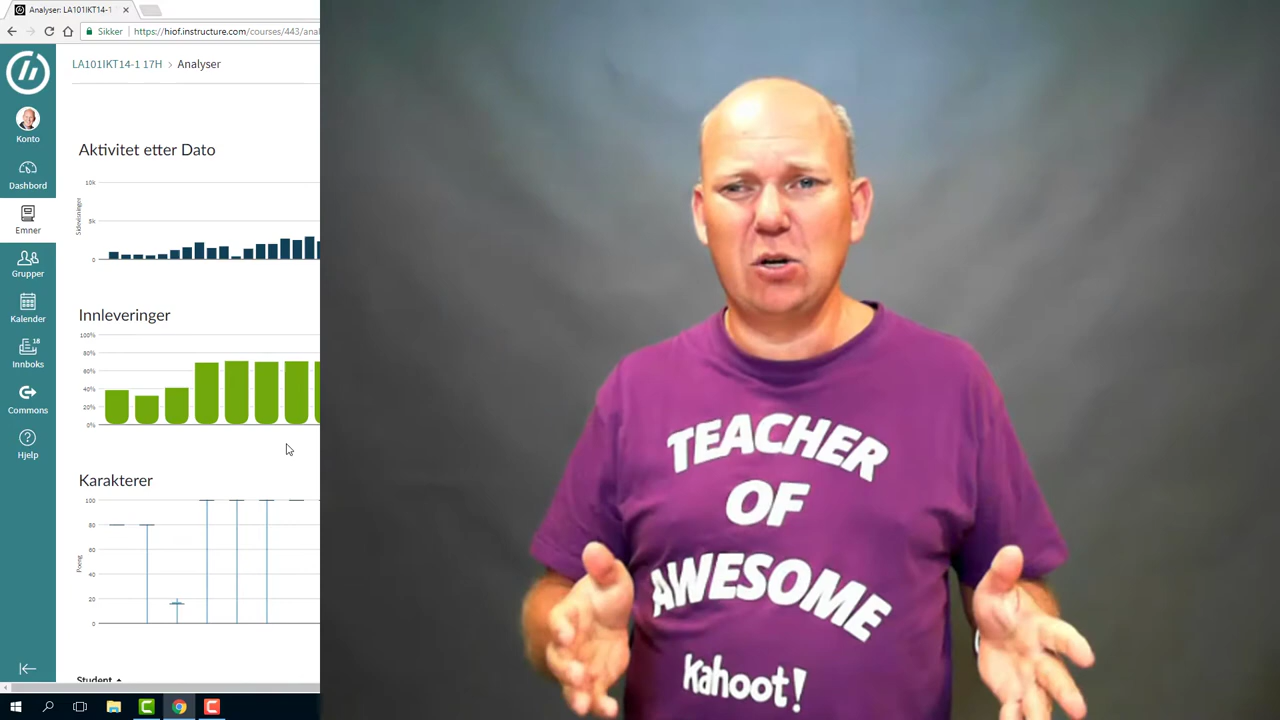 Analyser: LA101IKT14-1
Sikker
https://hiof.instructure.com/courses/443/anal
LA101IKT14-1 17H > Analyser
Konto
Dashbord
Emner
Grupper
Kalender
18
Innboks
Commons
Hjelp
Aktivitet etter Dato
Sidevisninger
10k
5k
0
Innleveringer
100%
80%
60%
40%
20%
0%
Karakterer
Poeng
100
80
60
40
20
0
Student
TEACHER
OF
AWESOME
Kahoot!